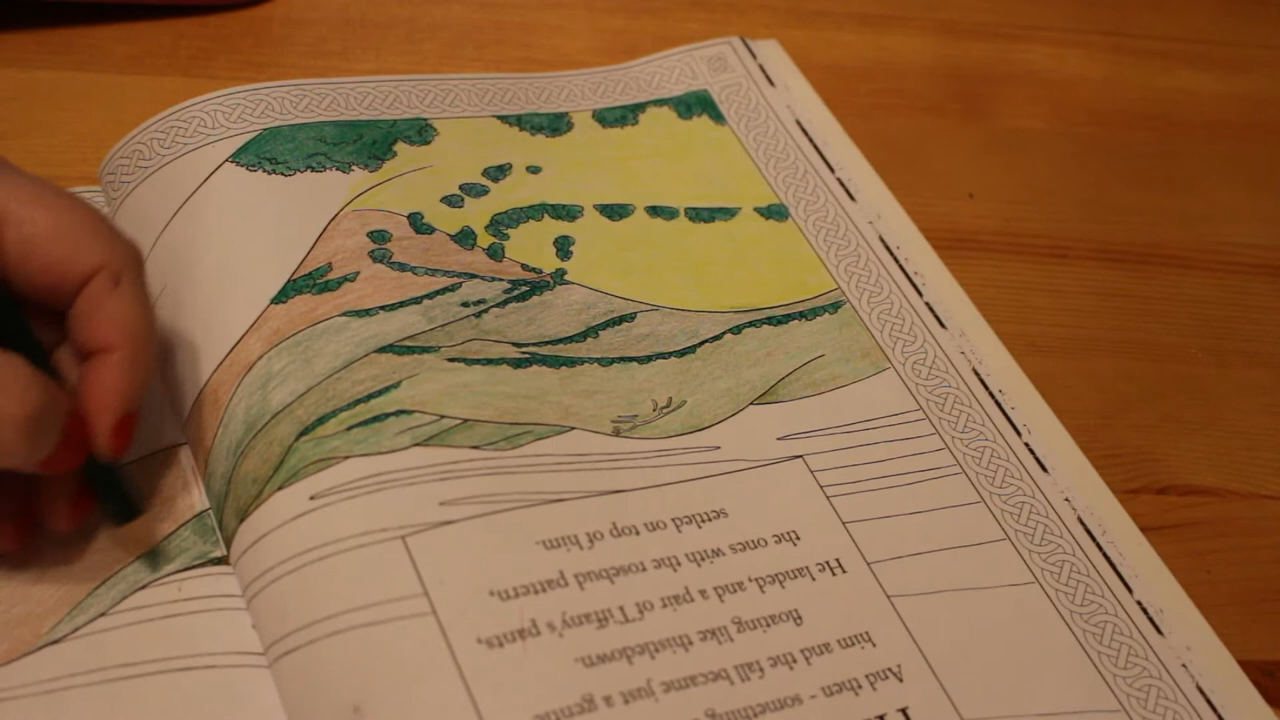 And then – something
him and the fall became just a gentle
floating like thistledown.
He landed, and a pair of Tiffany's pants,
the ones with the rosebud pattern,
settled on top of him.